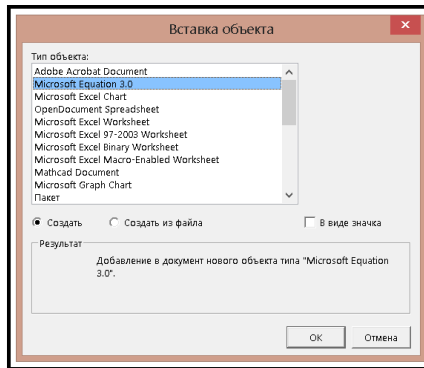 Вставка объекта
Тип объекта:
Adobe Acrobat Document
Microsoft Equation 3.0
Microsoft Excel Chart
OpenDocument Spreadsheet
Microsoft Excel Worksheet
Microsoft Excel 97-2003 Worksheet
Microsoft Excel Binary Worksheet
Microsoft Excel Macro-Enabled Worksheet
Mathcad Document
Microsoft Graph Chart
Пакет
Создать Создать из файла В виде значка
Результат
Добавление в документ нового объекта типа "Microsoft Equation
3.0".
ОК Отмена